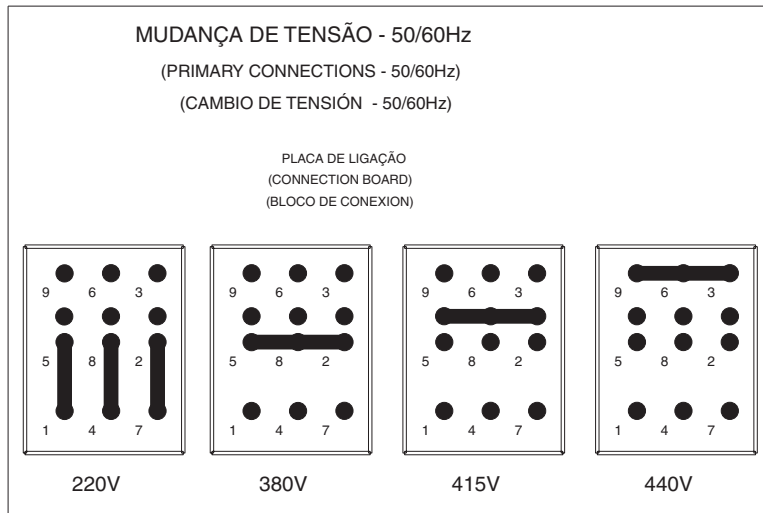 MUDANÇA DE TENSÃO - 50/60Hz
(PRIMARY CONNECTIONS - 50/60Hz)
(CAMBIO DE TENSIÓN - 50/60Hz)
PLACA DE LIGAÇÃO
(CONNECTION BOARD)
(BLOCO DE CONEXION)
9 6 3 9 6 3 9 6 3 9 6 3
5 8 2 5 8 2 5 8 2 5 8 2
1 4 7 1 4 7 1 4 7 1 4 7
220V 380V 415V 440V